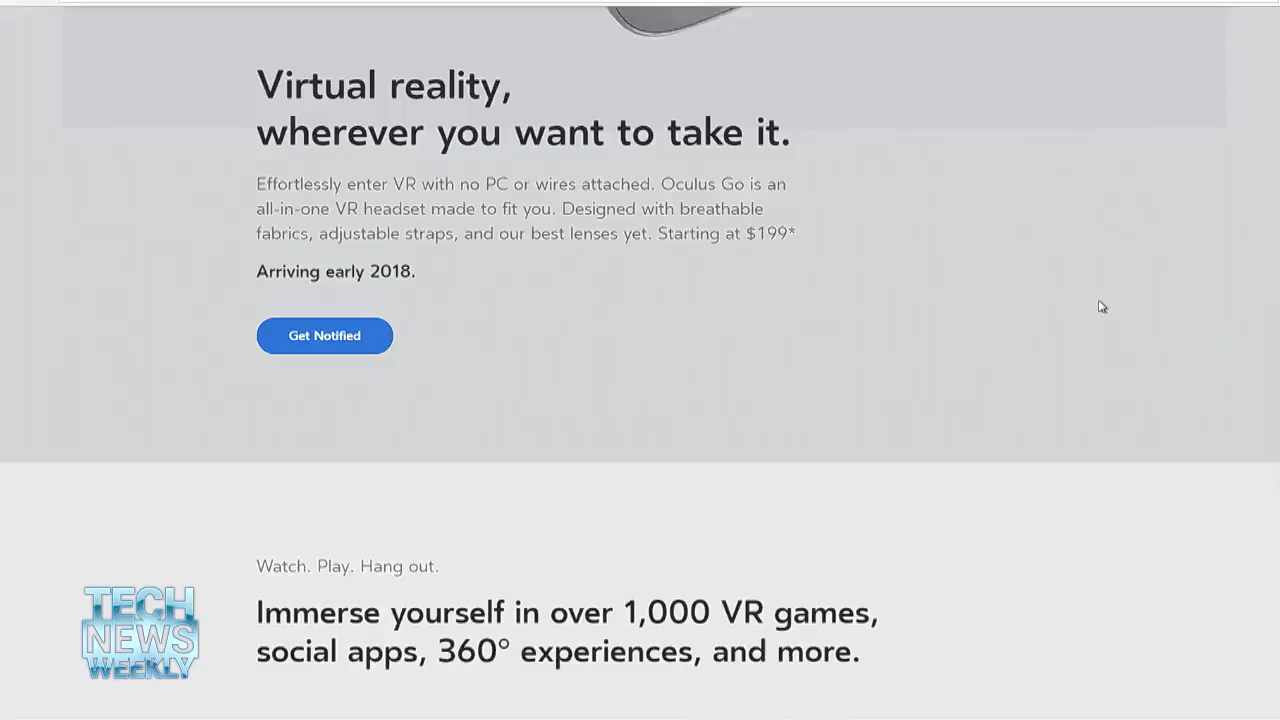 Virtual reality,
wherever you want to take it.
Effortlessly enter VR with no PC or wires attached. Oculus Go is an
all-in-one VR headset made to fit you. Designed with breathable
fabrics, adjustable straps, and our best lenses yet. Starting at $199*
Arriving early 2018.
Get Notified
Watch. Play. Hang out.
Immerse yourself in over 1,000 VR games,
social apps, 360° experiences, and more.
TECH
NEWS
WEEKLY